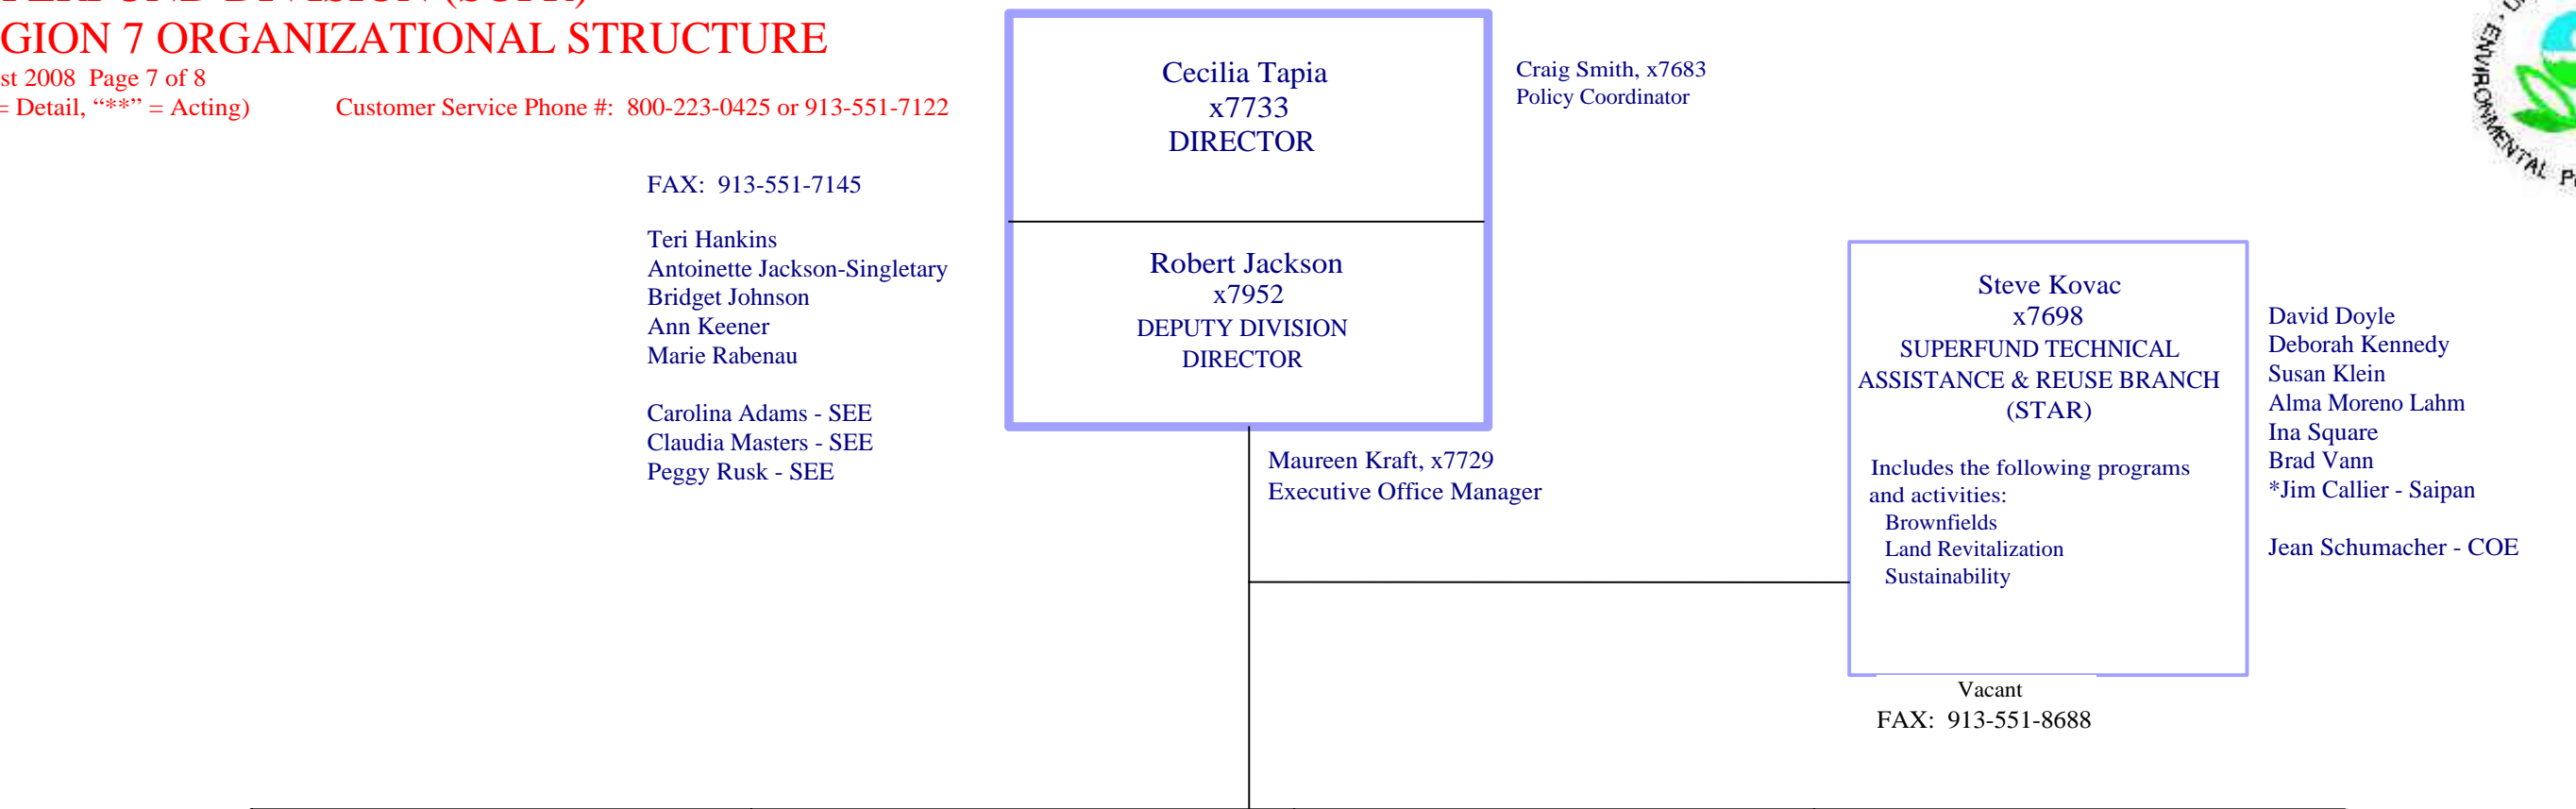 GION 7 ORGANIZATIONAL STRUCTURE
st 2008 Page 7 of 8
= Detail, “**” = Acting)
Customer Service Phone #: 800-223-0425 or 913-551-7122
FAX: 913-551-7145
Teri Hankins
Antoinette Jackson-Singletary
Bridget Johnson
Ann Keener
Marie Rabenau
Carolina Adams - SEE
Claudia Masters - SEE
Peggy Rusk - SEE
Cecilia Tapia
x7733
DIRECTOR
Robert Jackson
x7952
DEPUTY DIVISION
DIRECTOR
Craig Smith, x7683
Policy Coordinator
Maureen Kraft, x7729
Executive Office Manager
Steve Kovac
x7698
SUPERFUND TECHNICAL
ASSISTANCE & REUSE BRANCH
(STAR)
Includes the following programs
and activities:
Brownfields
Land Revitalization
Sustainability
Vacant
FAX: 913-551-8688
David Doyle
Deborah Kennedy
Susan Klein
Alma Moreno Lahm
Ina Square
Brad Vann
*Jim Callier - Saipan
Jean Schumacher - COE
ENVIRONMENTAL